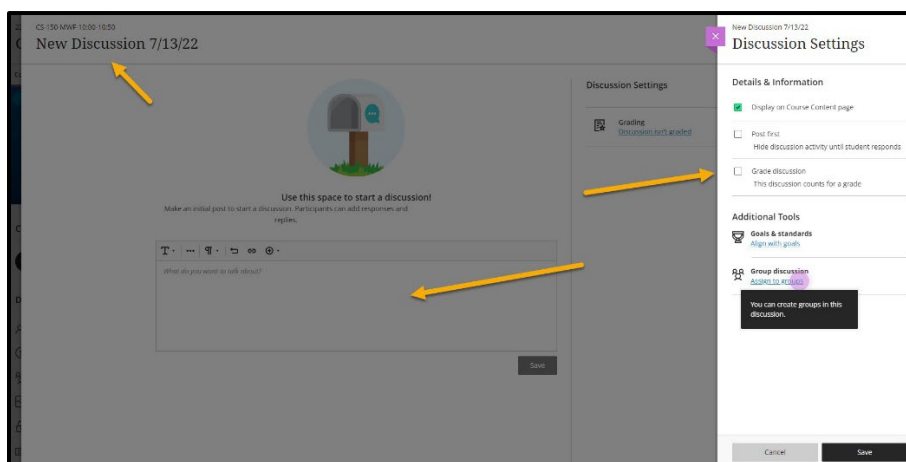 CS-150-MWF-10:00-10:50
New Discussion 7/13/22
Use this space to start a discussion!
Make an initial post to start a discussion. Participants can add responses and
replies.
What do you want to talk about?
Save
Discussion Settings
Grading
Discussion isn't graded
New Discussion 7/13/22
Discussion Settings
Details & Information
Display on Course Content page
Post first
Hide discussion activity until student responds
Grade discussion
This discussion counts for a grade
Additional Tools
Goals & standards
Align with goals
Group discussion
Assign to groups
You can create groups in this
discussion.
Cancel
Save